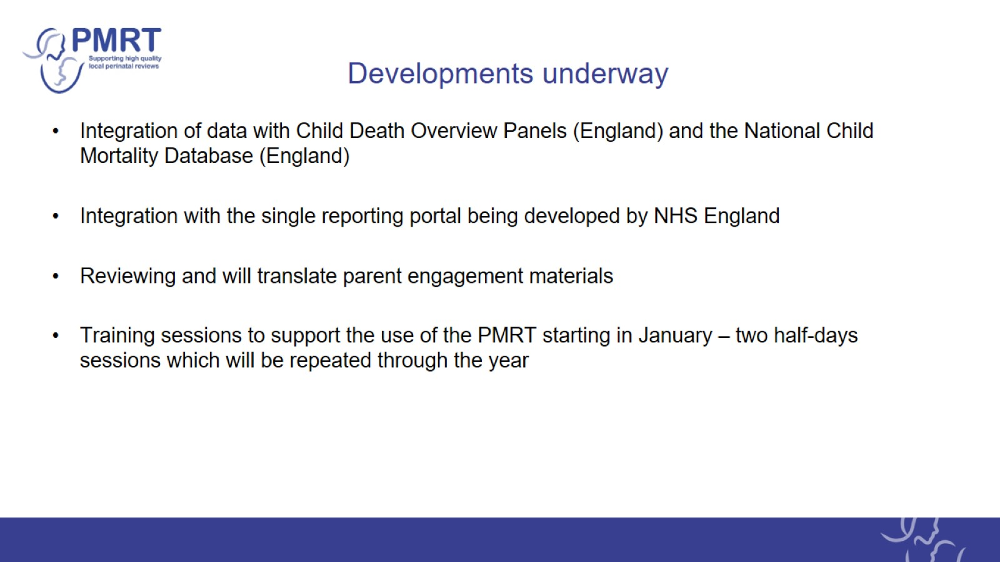 PMRT
Supporting high quality
local perinatal reviews
Developments underway
• Integration of data with Child Death Overview Panels (England) and the National Child
Mortality Database (England)
• Integration with the single reporting portal being developed by NHS England
• Reviewing and will translate parent engagement materials
• Training sessions to support the use of the PMRT starting in January – two half-days
sessions which will be repeated through the year